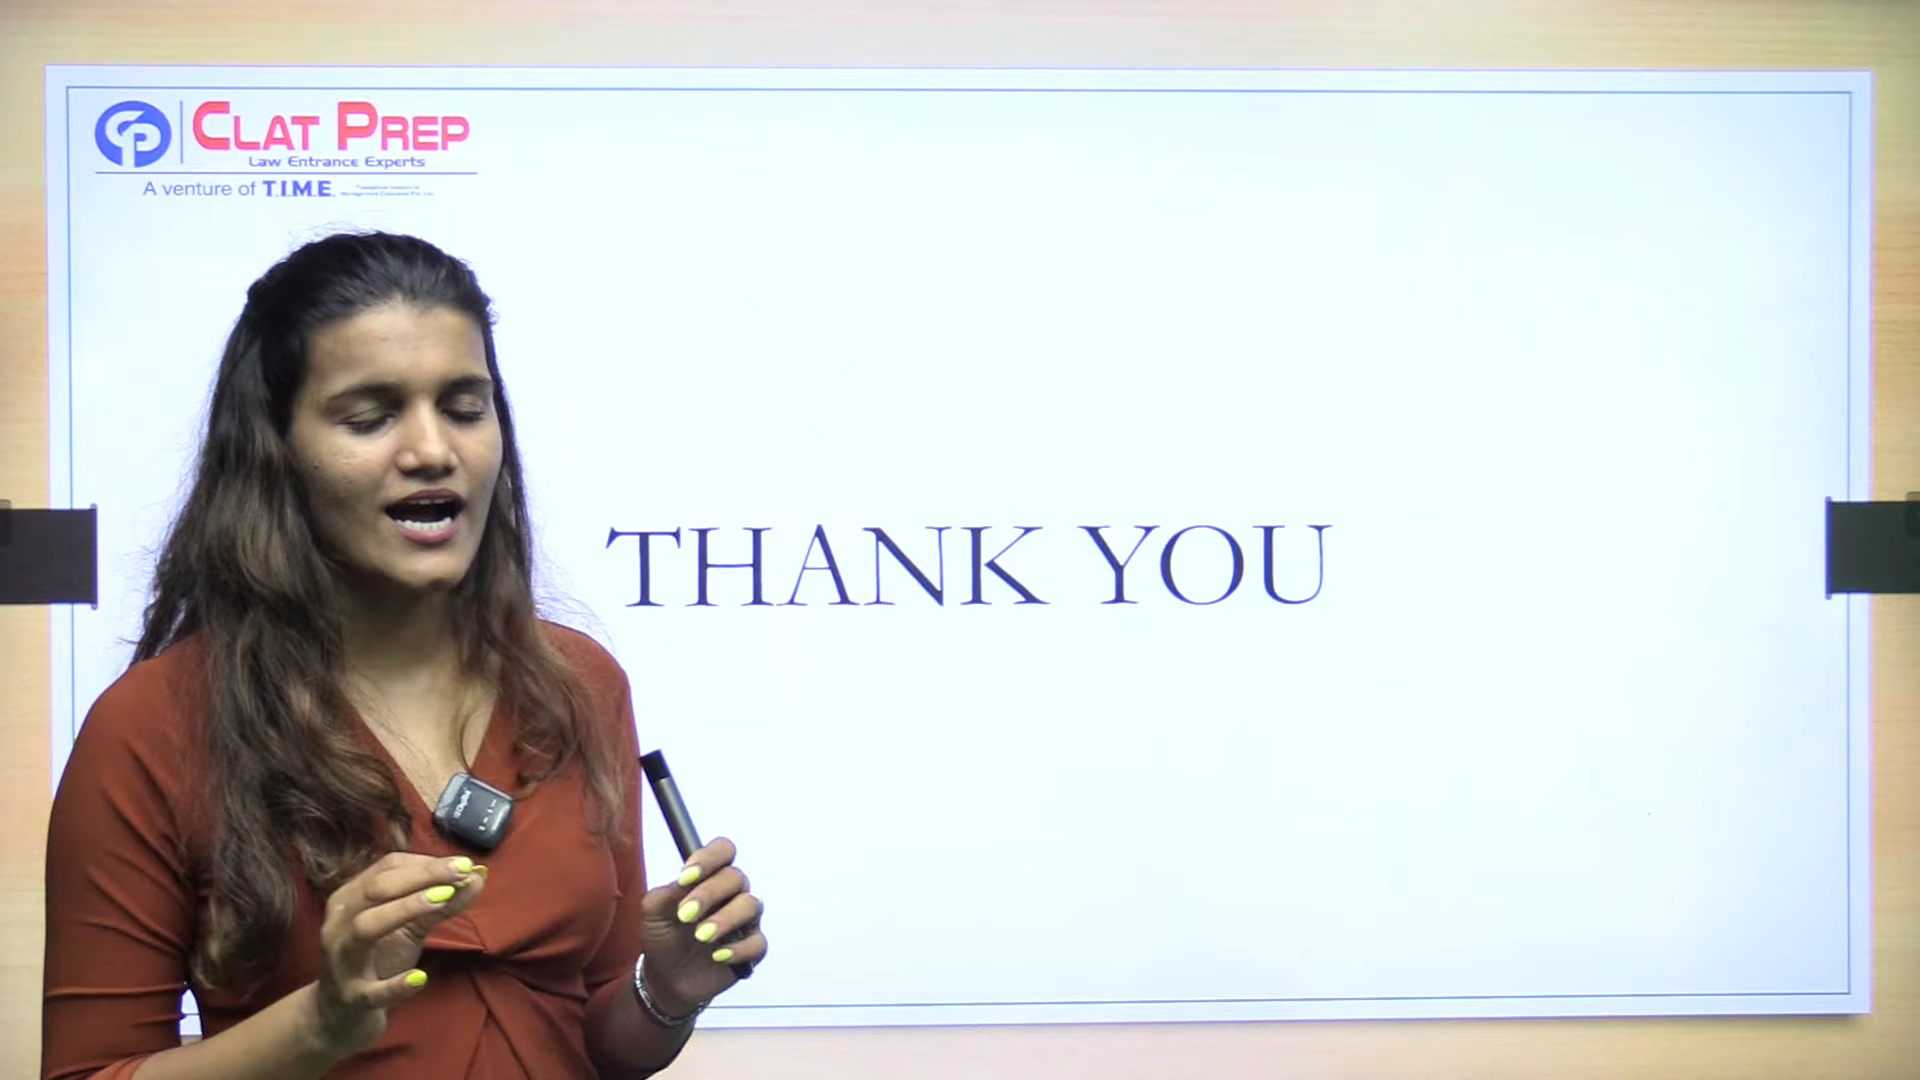 CLAT PREP
Law Entrance Experts
A venture of T.I.M.E.
THANK YOU